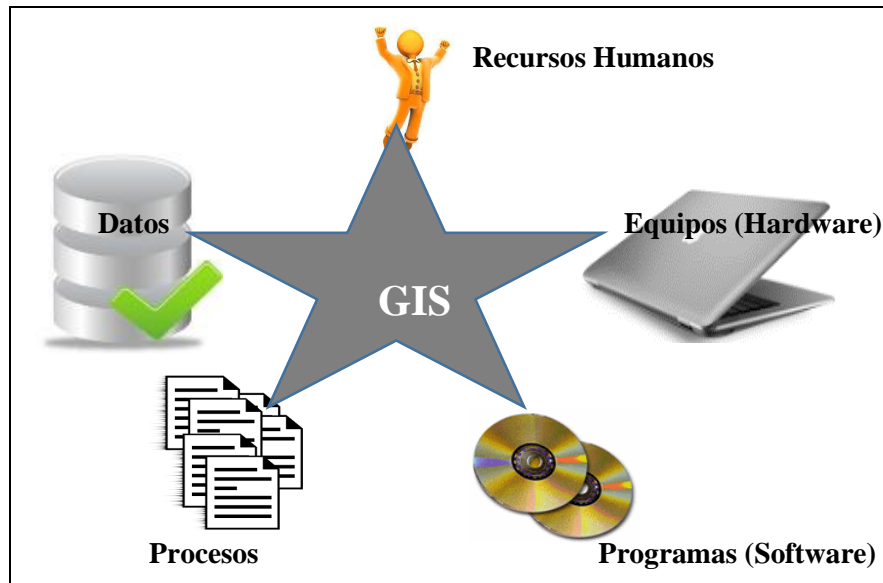 Recursos Humanos
Datos
Equipos (Hardware)
GIS
Procesos
Programas (Software)